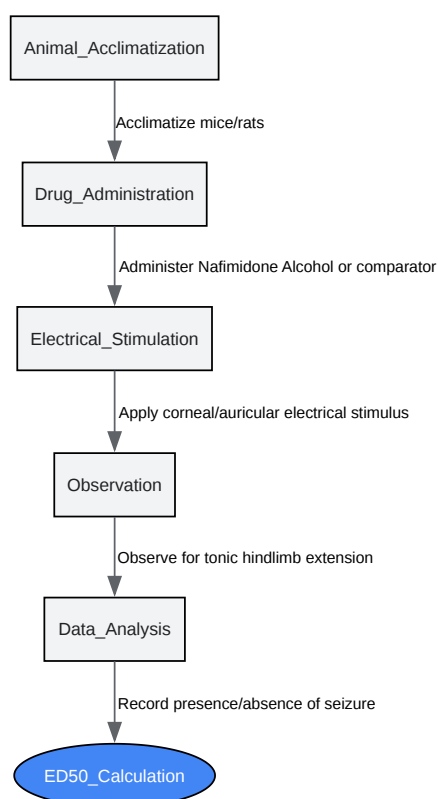 Animal_Acclimatization
Acclimatize mice/rats
Drug_Administration
Administer Nafimidone Alcohol or comparator
Electrical_Stimulation
Apply corneal/auricular electrical stimulus
Observation
Observe for tonic hindlimb extension
Data_Analysis
Record presence/absence of seizure
ED50_Calculation